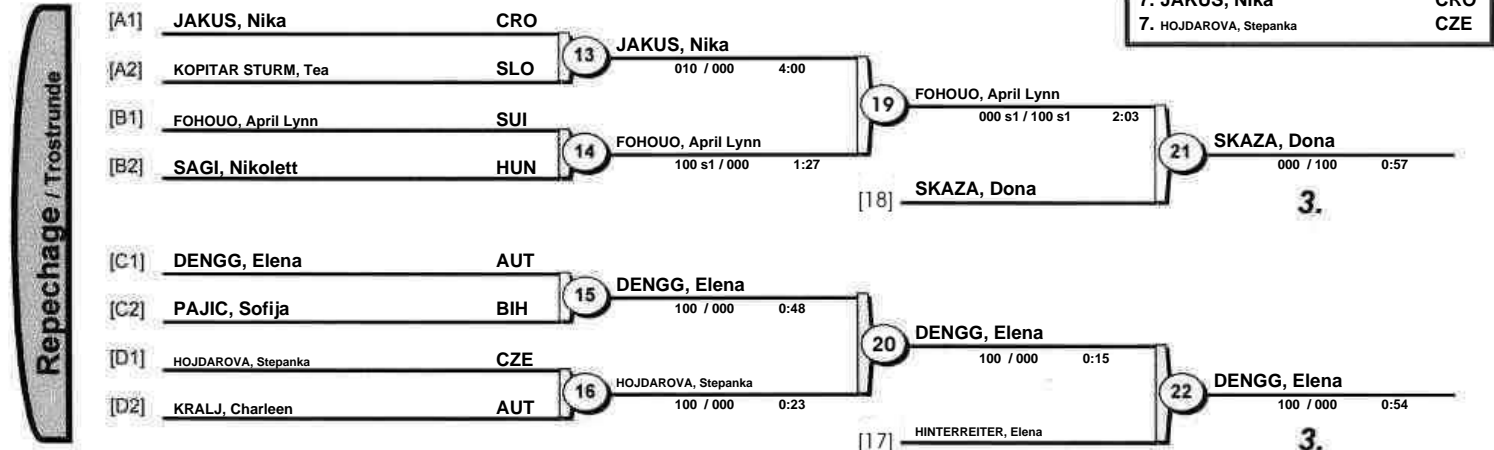 7. JAKUS, Nika CRO
7. HOJDAROVA, Stepanka CZE
Repechage / Trostrunde
[A1] JAKUS, Nika CRO
13
JAKUS, Nika
010 / 000 4:00
[A2] KOPITAR STURM, Tea SLO
19
FOHOUO, April Lynn
000 s1 / 100 s1 2:03
[B1] FOHOUO, April Lynn SUI
14
FOHOUO, April Lynn
100 s1 / 000 1:27
[B2] SAGI, Nikolett HUN
21
SKAZA, Dona
000 / 100 0:57
3.
[18] SKAZA, Dona
[C1] DENGG, Elena AUT
15
DENGG, Elena
100 / 000 0:48
[C2] PAJIC, Sofija BIH
20
DENGG, Elena
100 / 000 0:15
[D1] HOJDAROVA, Stepanka CZE
16
HOJDAROVA, Stepanka
100 / 000 0:23
[D2] KRALJ, Charleen AUT
22
DENGG, Elena
100 / 000 0:54
3.
[17] HINTERREITER, Elena